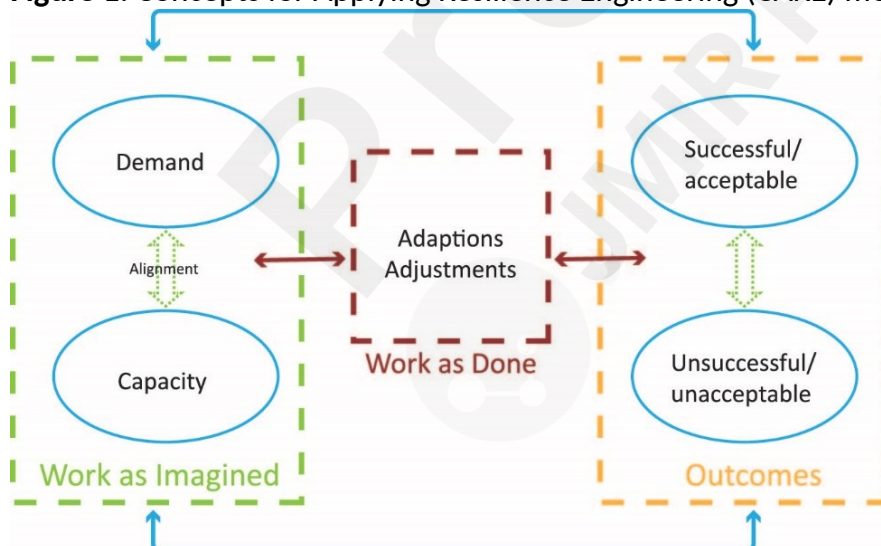 Demand
Alignment
Capacity
Work as Imagined
Adaptions
Adjustments
Work as Done
Successful/
acceptable
Unsuccessful/
unacceptable
Outcomes